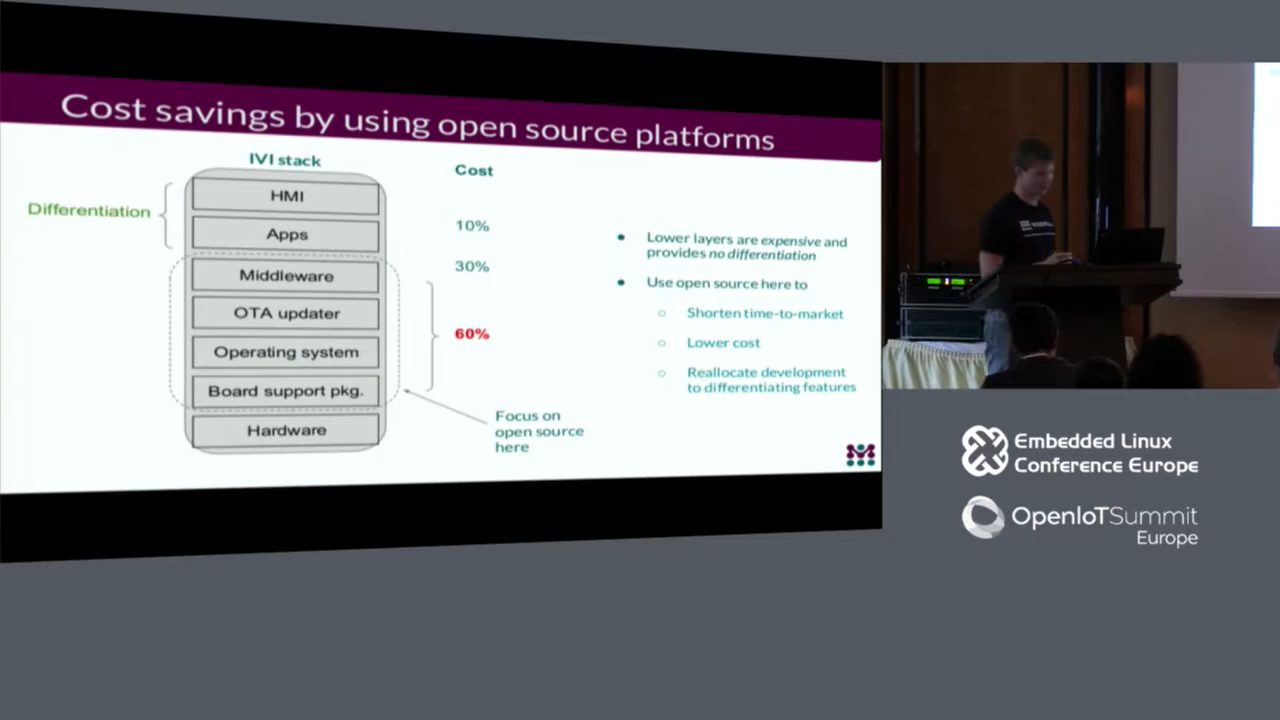 Cost savings by using open source platforms
IVI stack
Cost
Differentiation
HMI
Apps
10%
Middleware
30%
OTA updater
Operating system
60%
Board support pkg.
Hardware
Focus on
open source
here
Lower layers are expensive and
provides no differentiation
Use open source here to
Shorten time-to-market
Lower cost
Reallocate development
to differentiating features
Embedded Linux
Conference Europe
OpenIoTSummit
Europe